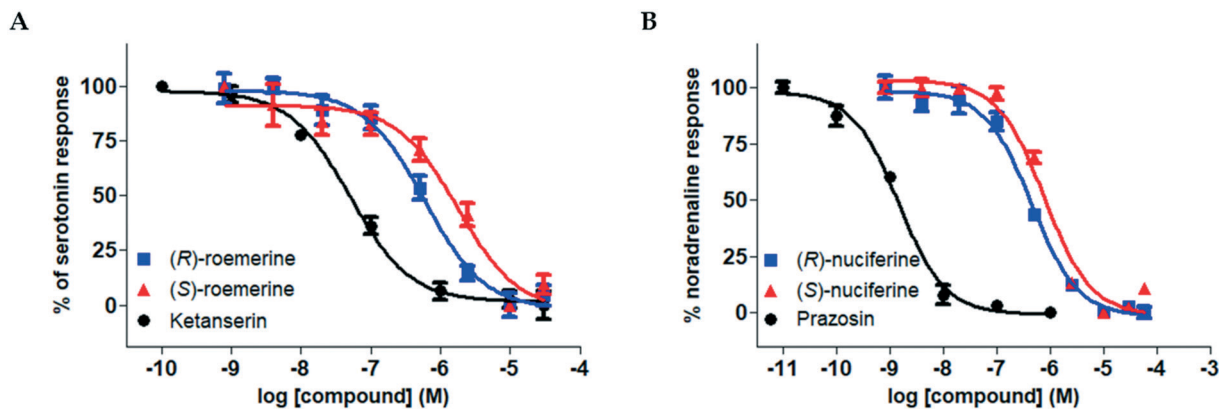 A
% of serotonin response
100
75
50
25
0
(R)-roemerine
(S)-roemerine
Ketanserin
-10 -9 -8 -7 -6 -5 -4
log [compound] (M)
B
% noradrenaline response
100
75
50
25
0
(R)-nuciferine
(S)-nuciferine
Prazosin
-11 -10 -9 -8 -7 -6 -5 -4 -3
log [compound] (M)